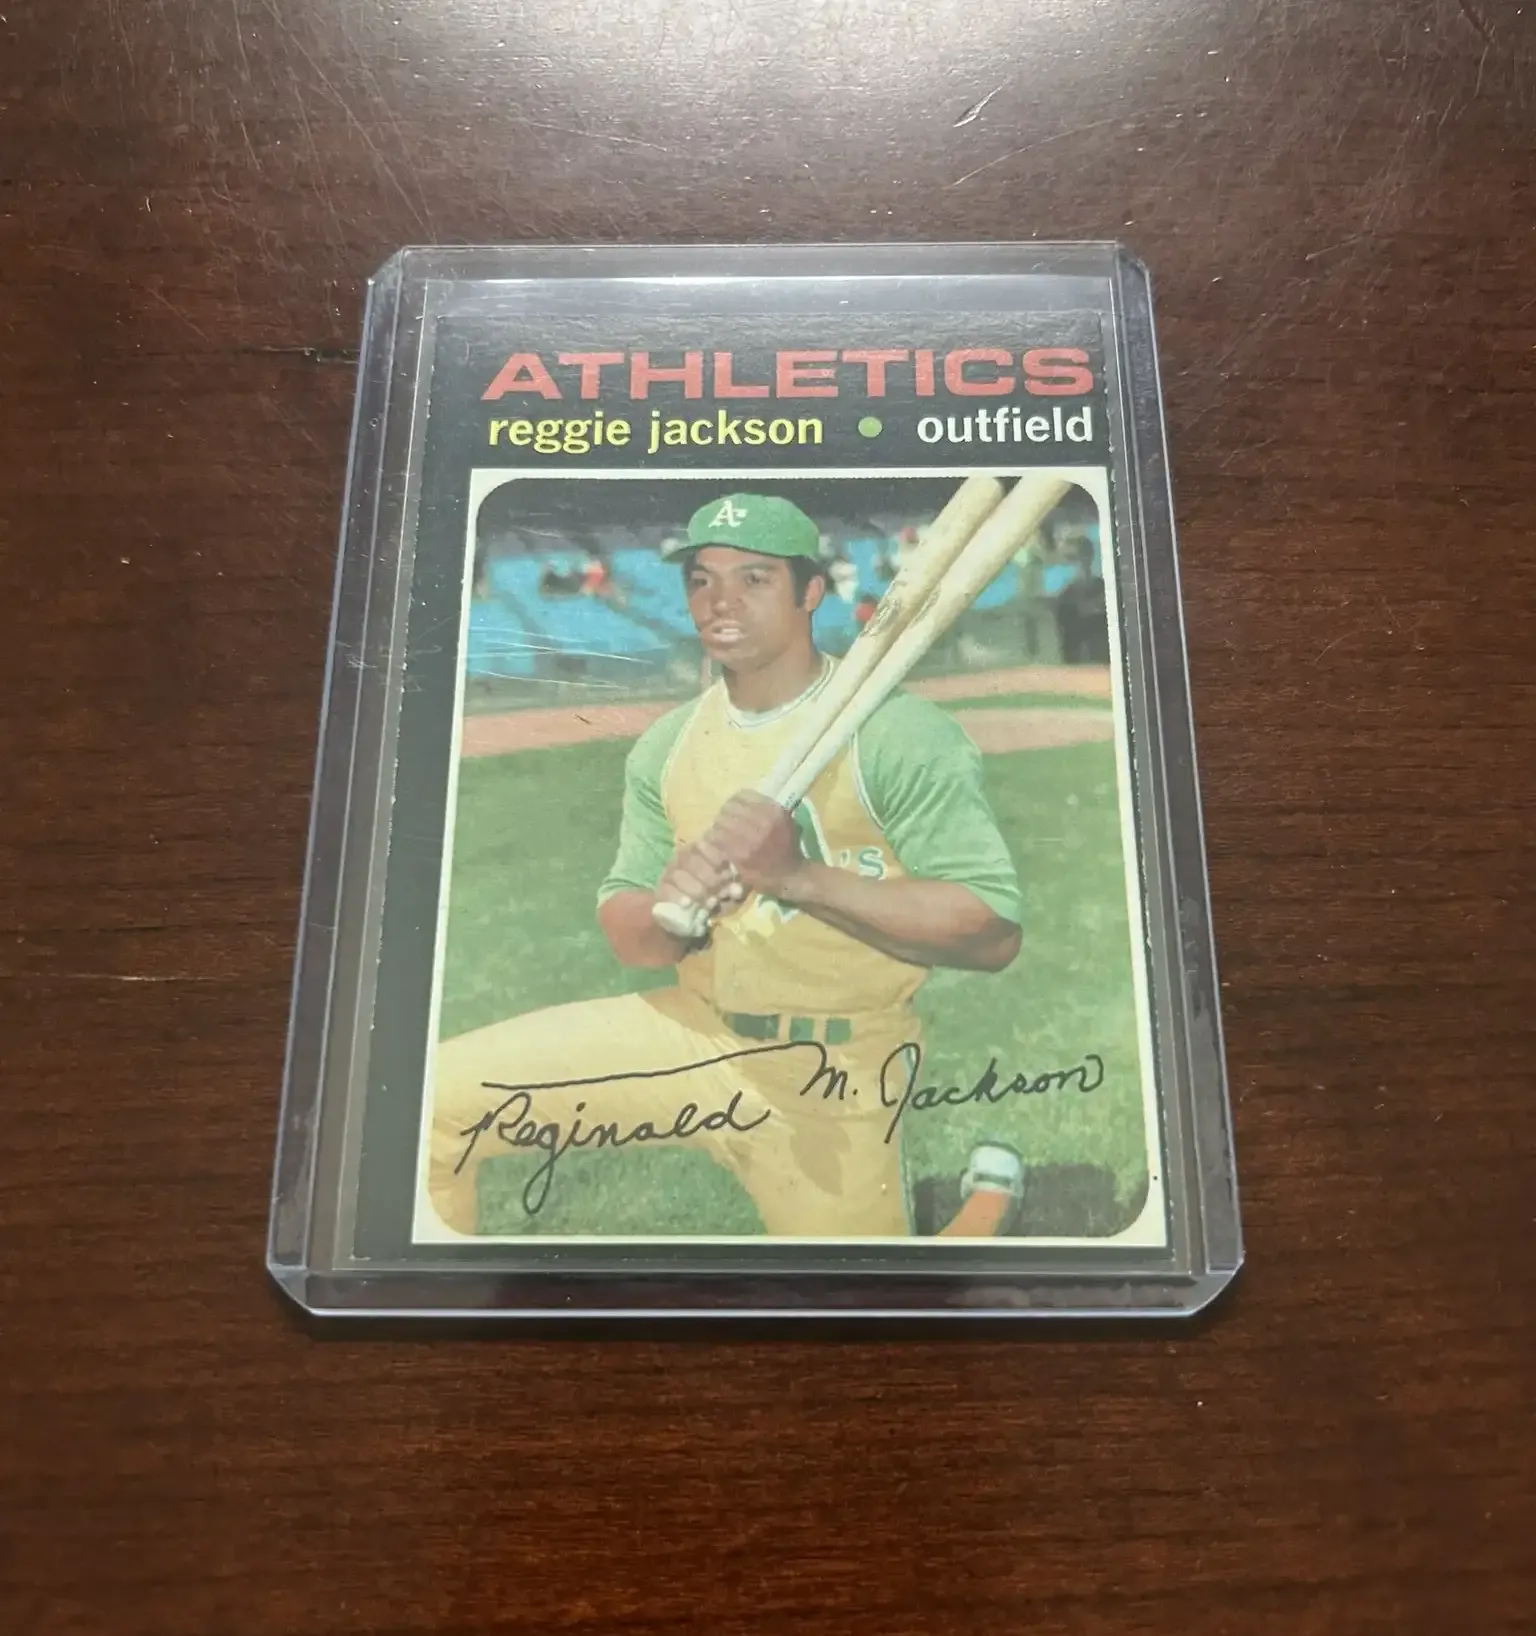 ATHLETICS
reggie jackson • outfield
A's
's
Reginald M. Jackson